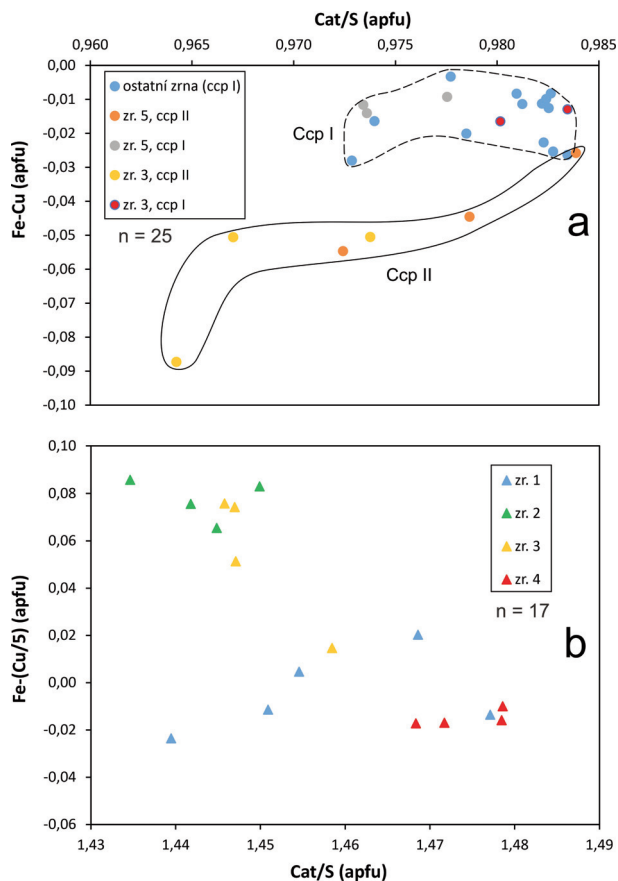 Cat/S (apfu)
0,960 0,965 0,970 0,975 0,980 0,985
0,00
-0,01
-0,02
-0,03
-0,04
-0,05
-0,06
-0,07
-0,08
-0,09
-0,10
Fe-Cu (apfu)
ostatní zrna (ccp I)
zr. 5, ccp II
zr. 5, ccp I
zr. 3, ccp II
zr. 3, ccp I
n = 25
Ccp I
Ccp II
a
0,10
0,08
0,06
0,04
0,02
0,00
-0,02
-0,04
-0,06
Fe-(Cu/5) (apfu)
zr. 1
zr. 2
zr. 3
zr. 4
n = 17
b
1,43 1,44 1,45 1,46 1,47 1,48 1,49
Cat/S (apfu)